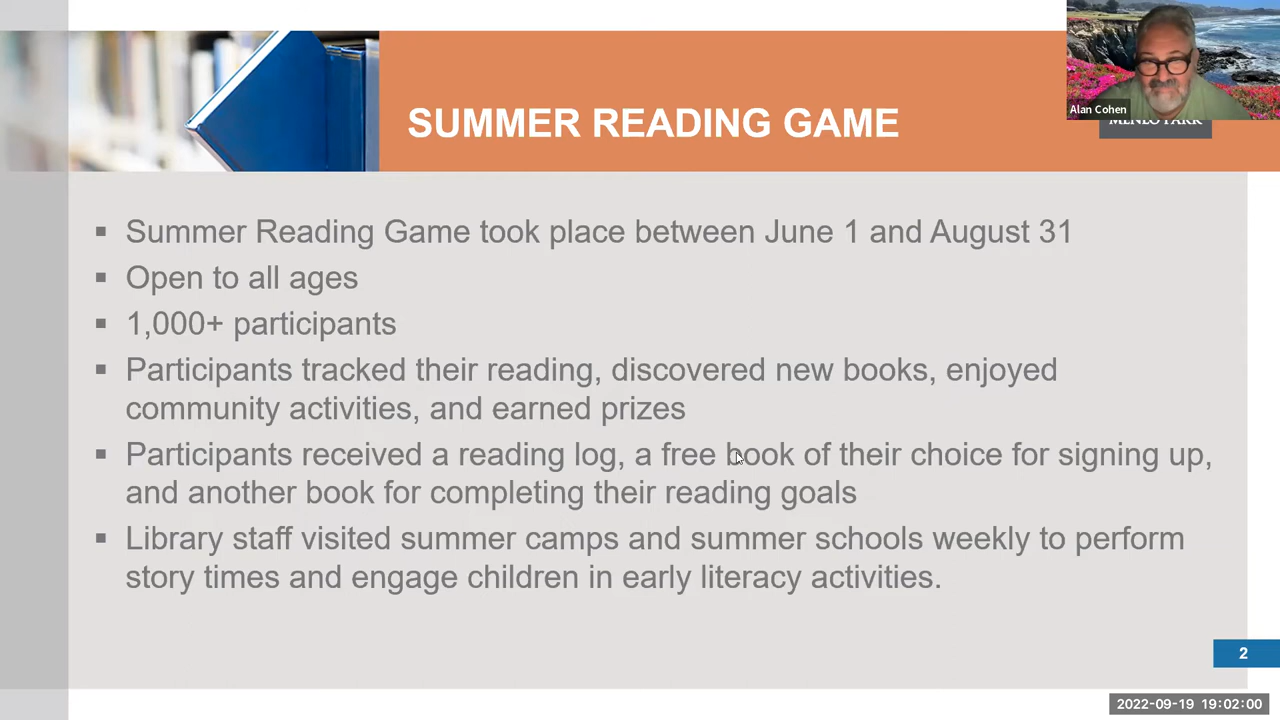 SUMMER READING GAME
Alan Cohen
MENLO PARK
▪ Summer Reading Game took place between June 1 and August 31
▪ Open to all ages
▪ 1,000+ participants
▪ Participants tracked their reading, discovered new books, enjoyed
community activities, and earned prizes
▪ Participants received a reading log, a free book of their choice for signing up,
and another book for completing their reading goals
▪ Library staff visited summer camps and summer schools weekly to perform
story times and engage children in early literacy activities.
2
2022-09-19 19:02:00